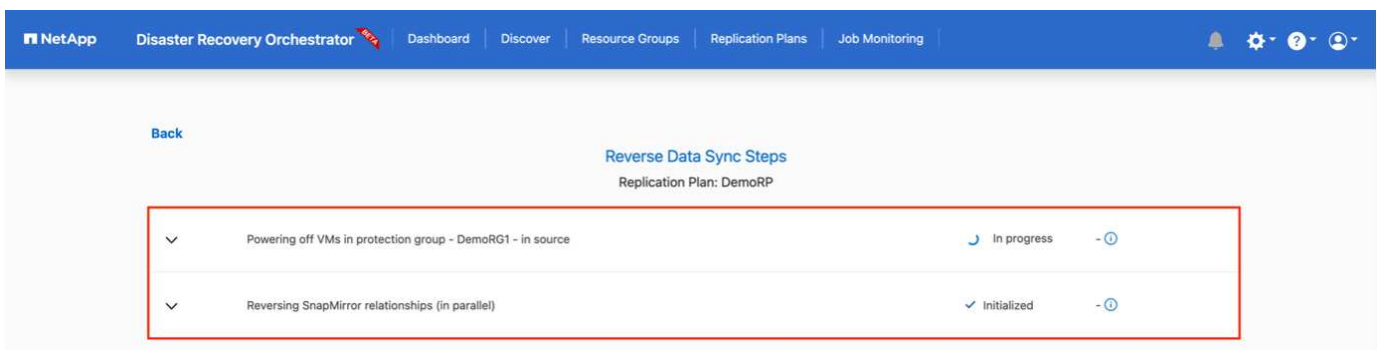 NetApp Disaster Recovery Orchestrator BETA Dashboard Discover Resource Groups Replication Plans Job Monitoring
Back
Reverse Data Sync Steps
Replication Plan: DemoRP
Powering off VMs in protection group - DemoRG1 - in source In progress -
Reversing SnapMirror relationships (in parallel) Initialized -